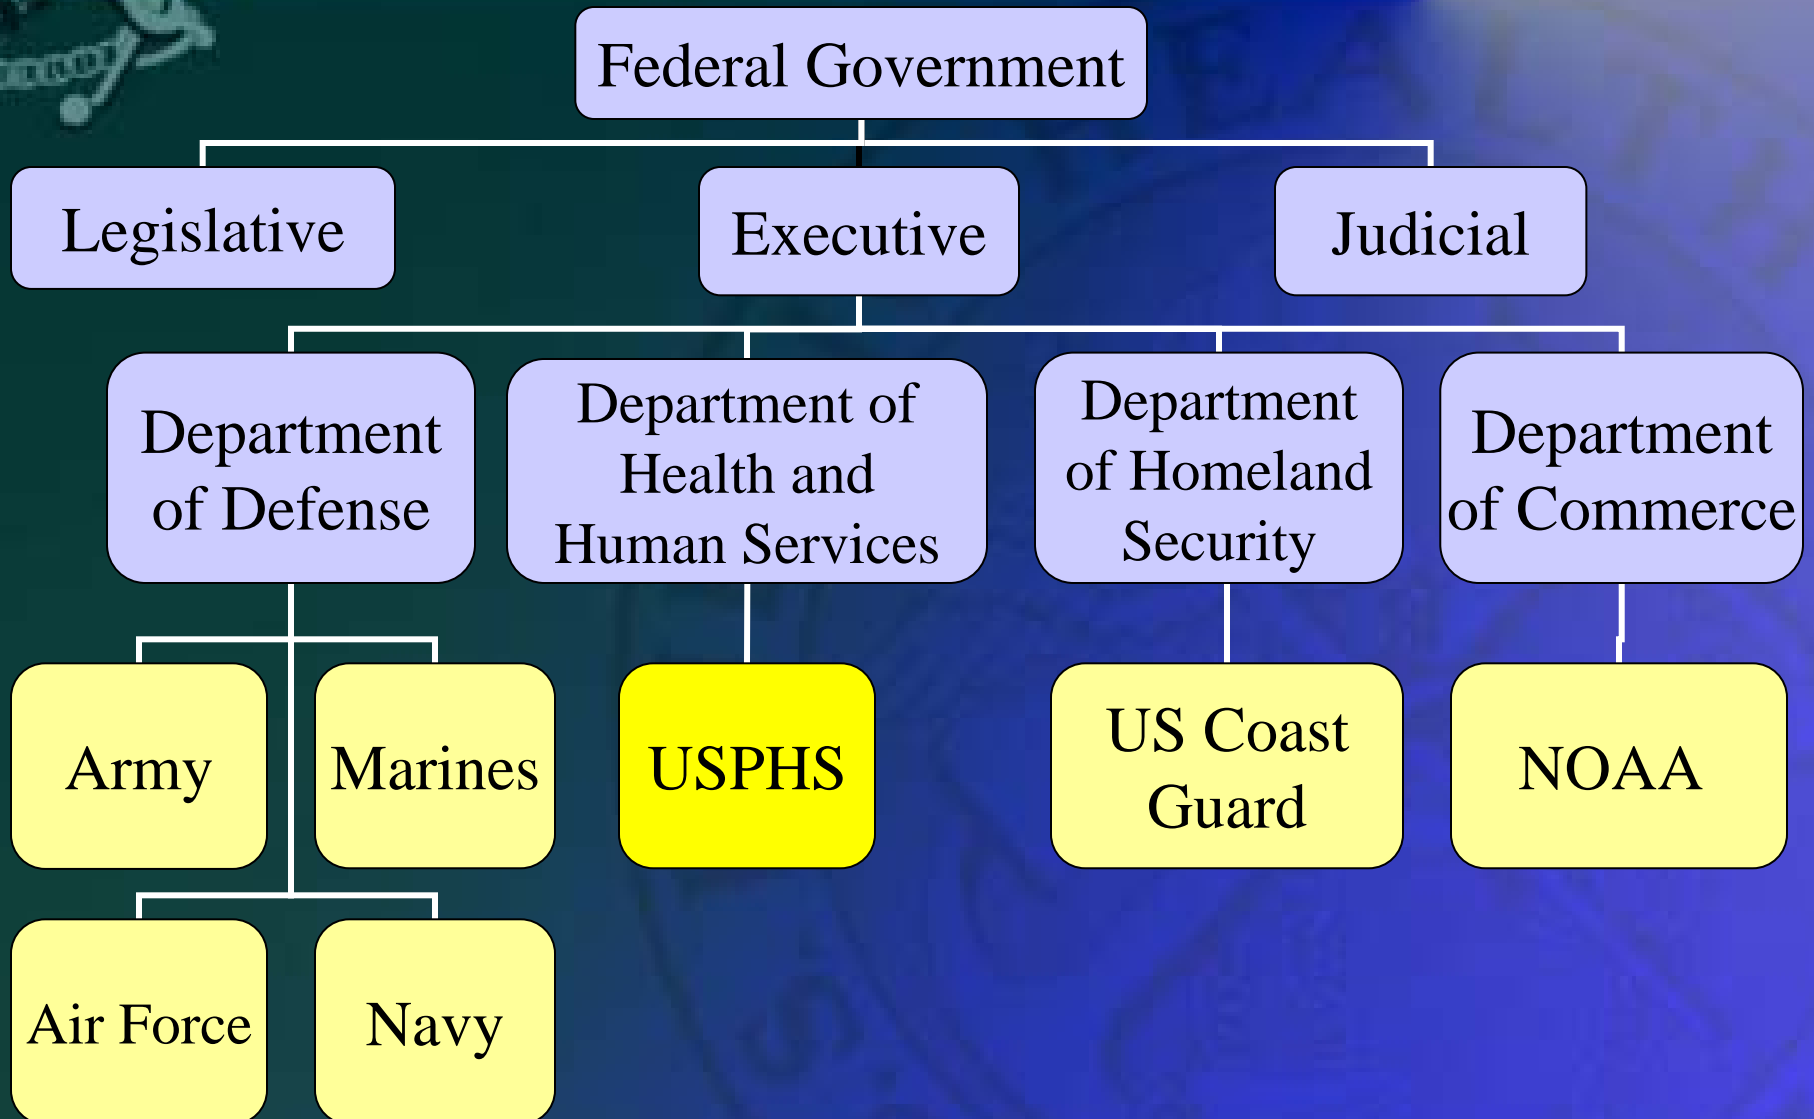 Federal Government
Legislative
Executive
Judicial
Department
of Defense
Department of
Health and
Human Services
Department
of Homeland
Security
Department
of Commerce
Army
Marines
USPHS
US Coast
Guard
NOAA
Air Force
Navy